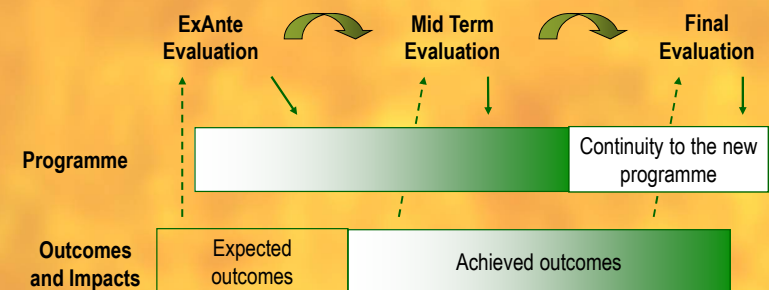 ExAnte
Evaluation
Mid Term
Evaluation
Final
Evaluation
Programme
Continuity to the new
programme
Outcomes
and Impacts
Expected
outcomes
Achieved outcomes